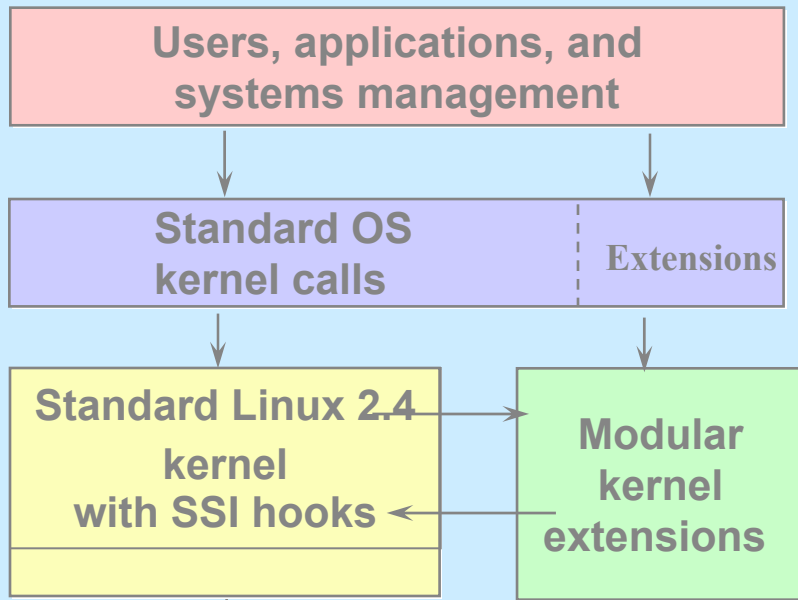 Users, applications, and
systems management
Standard OS
kernel calls
Extensions
Standard Linux 2.4
kernel
with SSI hooks
Modular
kernel
extensions